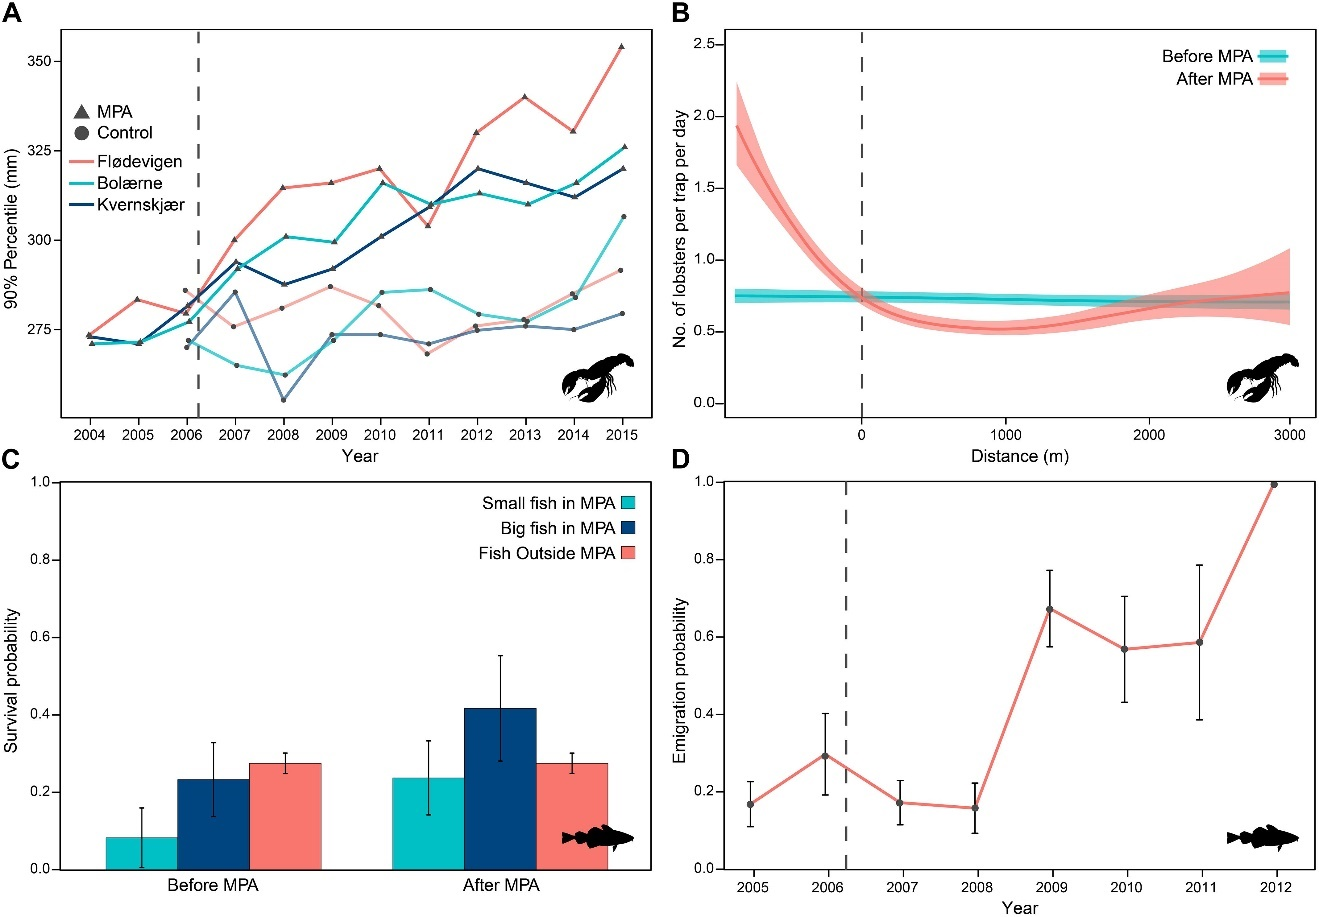 A
90% Percentile (mm)
350
325
300
275
MPA
Control
Flødevigen
Bolærne
Kvernskjær
2004 2005 2006 2007 2008 2009 2010 2011 2012 2013 2014 2015
Year
B
No. of lobsters per trap per day
2.5
2.0
1.5
1.0
0.5
0.0
Before MPA
After MPA
0 1000 2000 3000
Distance (m)
C
Survival probability
1.0
0.8
0.6
0.4
0.2
0.0
Small fish in MPA
Big fish in MPA
Fish Outside MPA
Before MPA After MPA
D
Emigration probability
1.0
0.8
0.6
0.4
0.2
0.0
2005 2006 2007 2008 2009 2010 2011 2012
Year